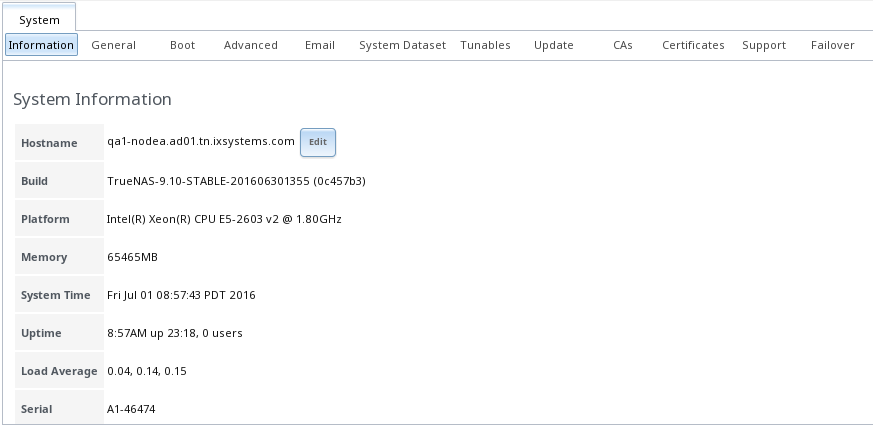 System
Information General Boot Advanced Email System Dataset Tunables Update CAs Certificates Support Failover
System Information
Hostname qa1-nodea.ad01.tn.ixsystems.com Edit
Build TrueNAS-9.10-STABLE-201606301355 (0c457b3)
Platform Intel(R) Xeon(R) CPU E5-2603 v2 @ 1.80GHz
Memory 65465MB
System Time Fri Jul 01 08:57:43 PDT 2016
Uptime 8:57AM up 23:18, 0 users
Load Average 0.04, 0.14, 0.15
Serial A1-46474